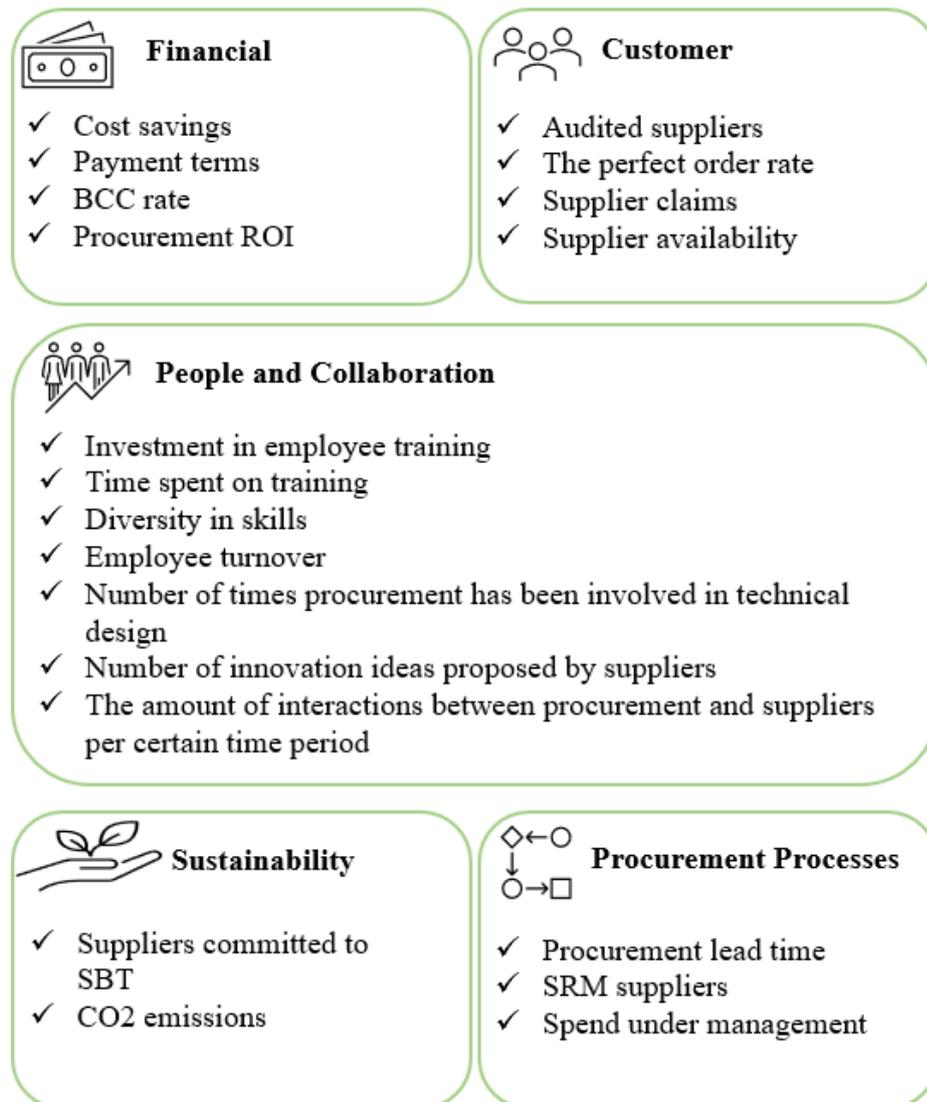 Financial
✓ Cost savings
✓ Payment terms
✓ BCC rate
✓ Procurement ROI
Customer
✓ Audited suppliers
✓ The perfect order rate
✓ Supplier claims
✓ Supplier availability
People and Collaboration
✓ Investment in employee training
✓ Time spent on training
✓ Diversity in skills
✓ Employee turnover
✓ Number of times procurement has been involved in technical
design
✓ Number of innovation ideas proposed by suppliers
✓ The amount of interactions between procurement and suppliers
per certain time period
Sustainability
✓ Suppliers committed to
SBT
✓ CO2 emissions
Procurement Processes
✓ Procurement lead time
✓ SRM suppliers
✓ Spend under management